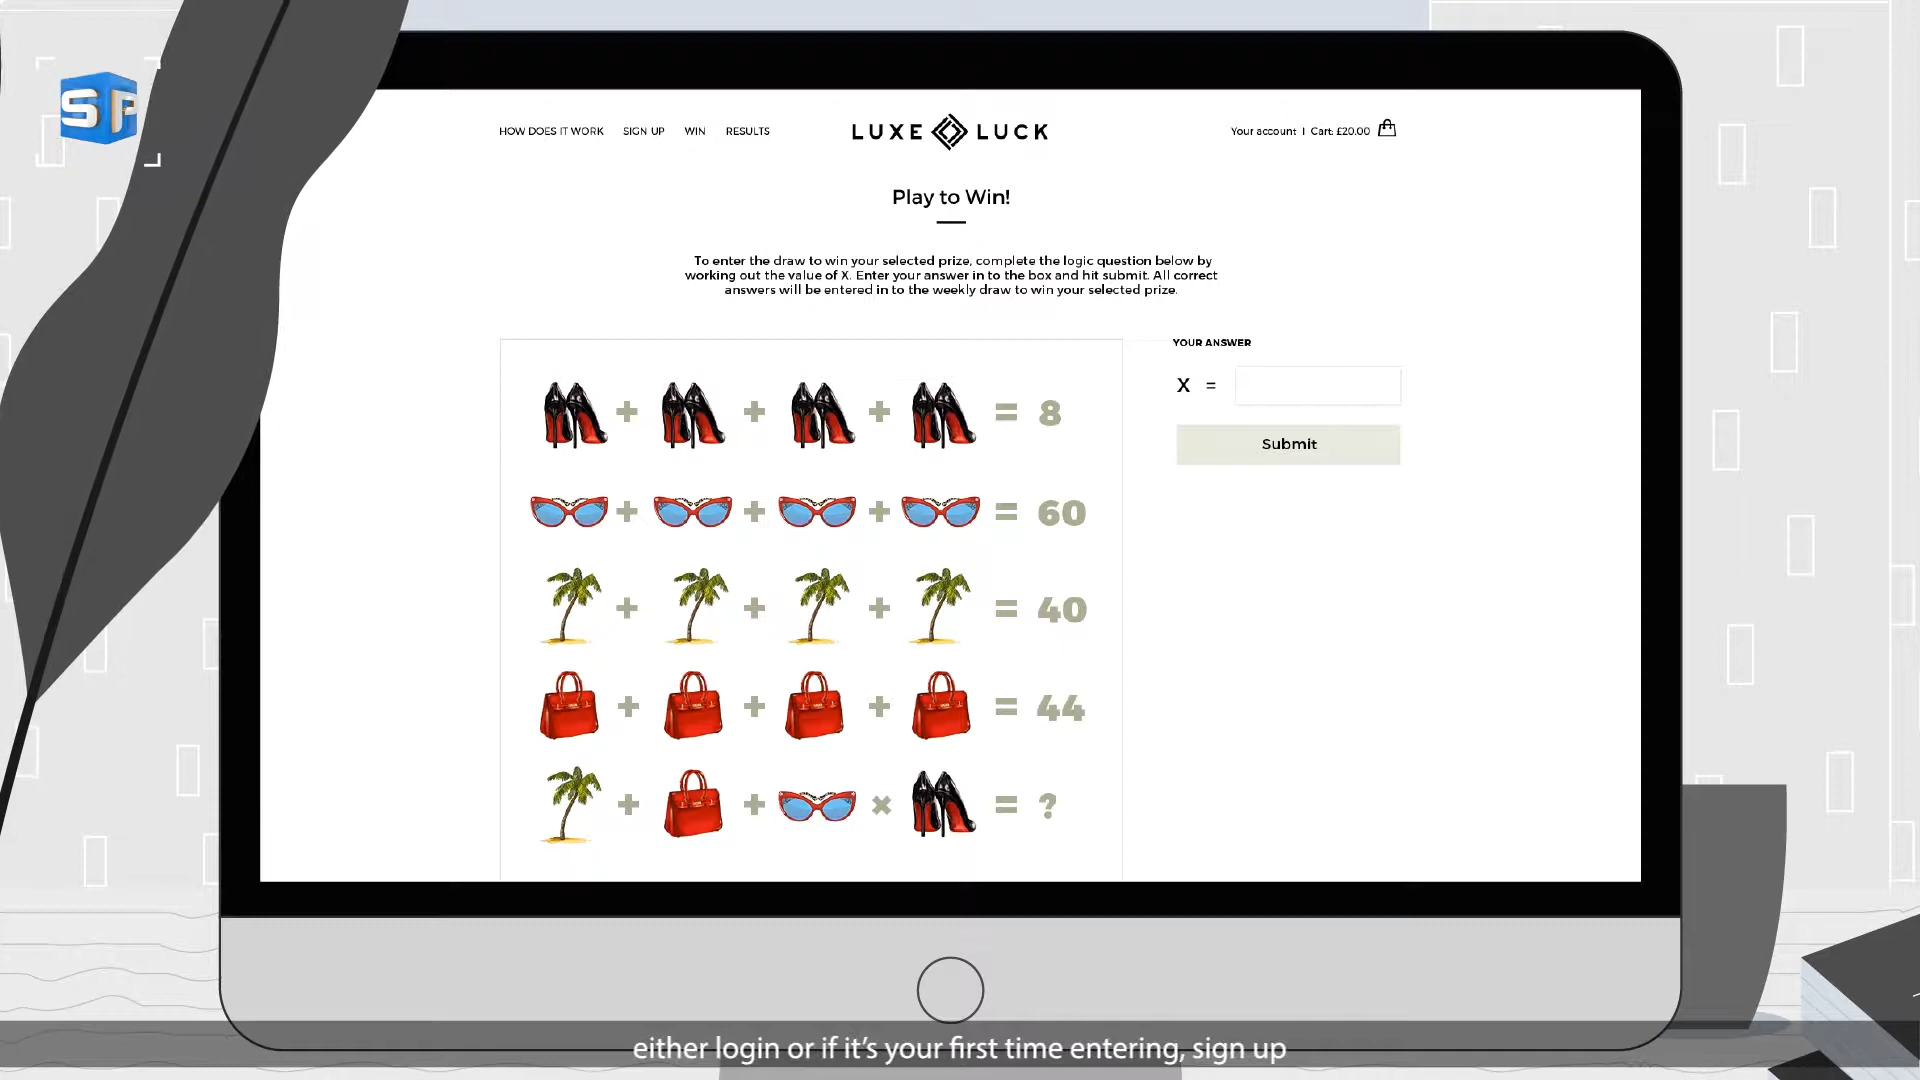 SP
HOW DOES IT WORK SIGN UP WIN RESULTS
LUXE LUCK
Your account | Cart: £20.00
Play to Win!
To enter the draw to win your selected prize, complete the logic question below by
working out the value of X. Enter your answer in to the box and hit submit. All correct
answers will be entered in to the weekly draw to win your selected prize.
YOUR ANSWER
X =
Submit
+ + + = 8
+ + + = 60
+ + + = 40
+ + + = 44
+ + × = ?
either login or if it’s your first time entering, sign up